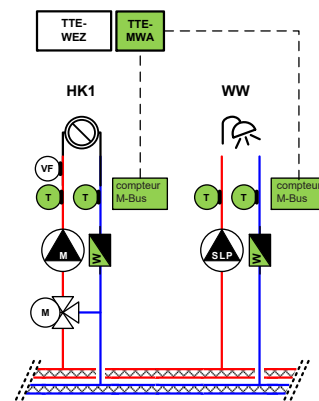 TTE-
WEZ
TTE-
MWA
HK1
WW
VF
T
T
compteur
M-Bus
T
T
compteur
M-Bus
M
W
SLP
W
M